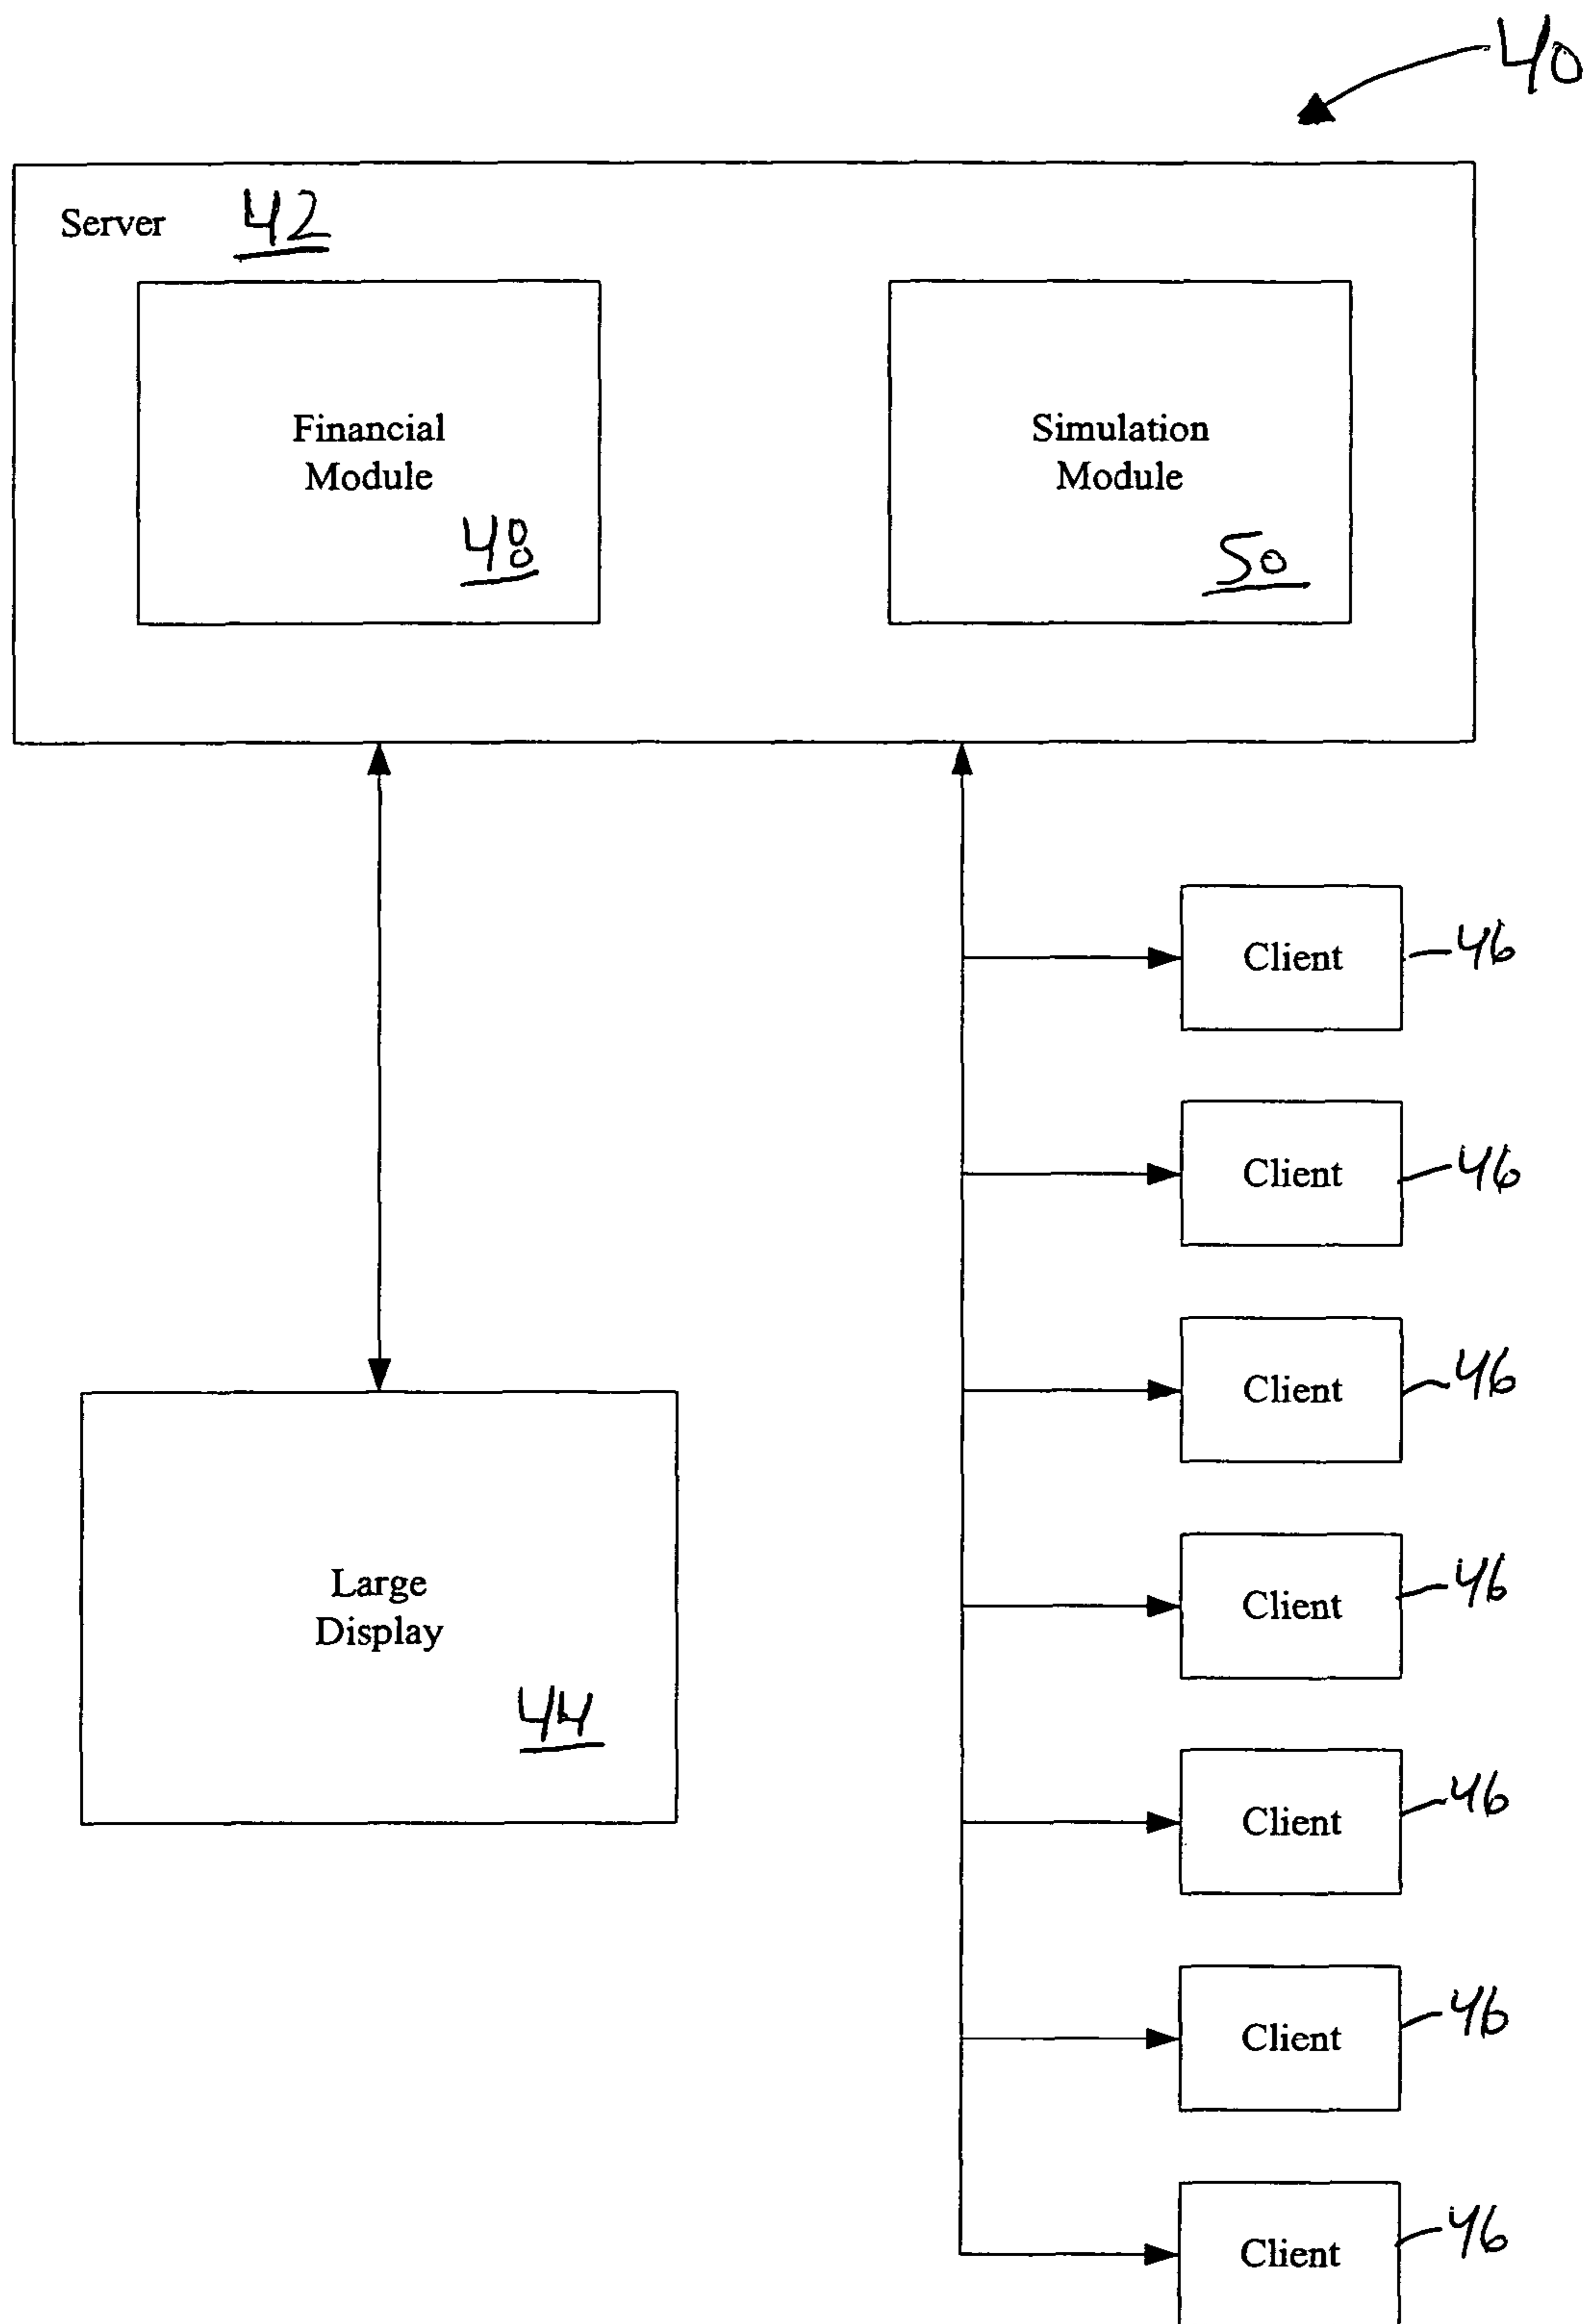 40
Server 42
Financial
Module
48
Simulation
Module
50
Client 46
Client 46
Client 46
Large
Display
44
Client 46
Client 46
Client 46
Client 46